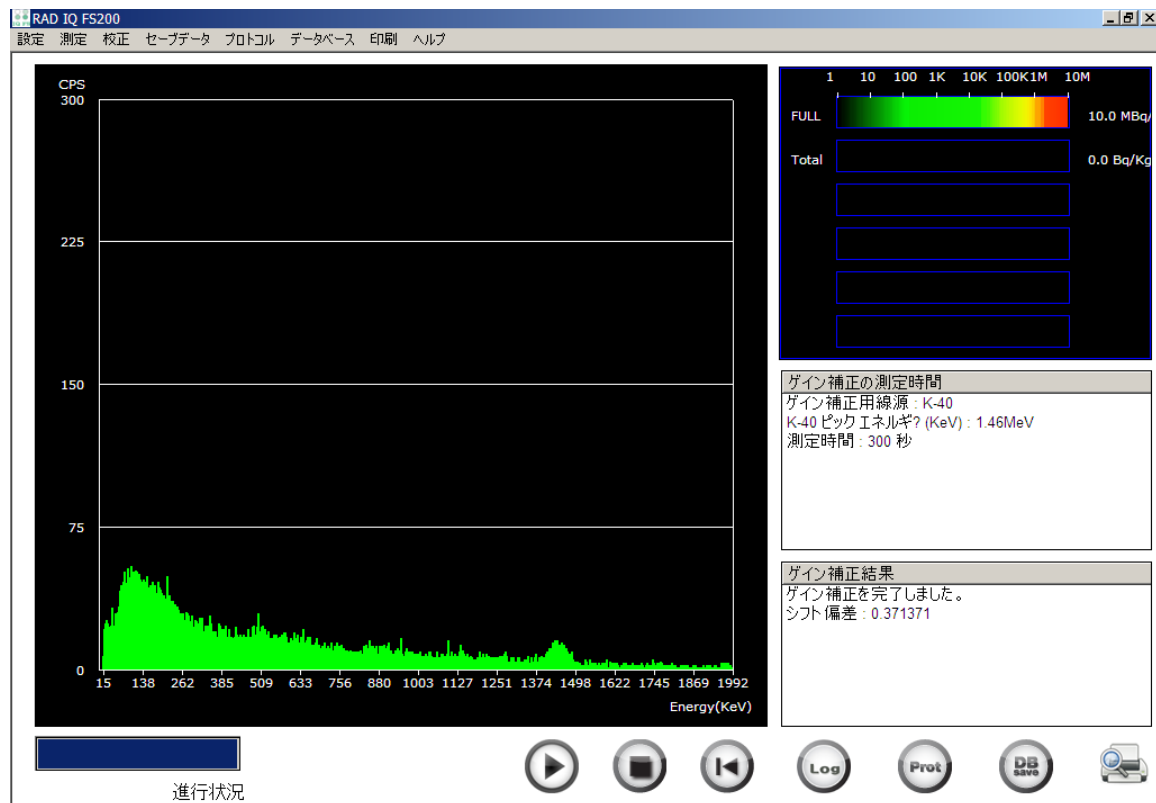 RAD IQ FS200
設定 測定 校正 セーブデータ プロトコル データベース 印刷 ヘルプ
CPS
300
225
150
75
0
15 138 262 385 509 633 756 880 1003 1127 1251 1374 1498 1622 1745 1869 1992
Energy(KeV)
1 10 100 1K 10K 100K 1M 10M
FULL 10.0 MBq/
Total 0.0 Bq/Kg
ゲイン補正の測定時間
ゲイン補正用線源 : K-40
K-40 ピック エネルギ? (KeV) : 1.46MeV
測定時間 : 300 秒
ゲイン補正結果
ゲイン補正を完了しました。
シフト偏差 : 0.371371
進行状況
Log
Prot
DB
save